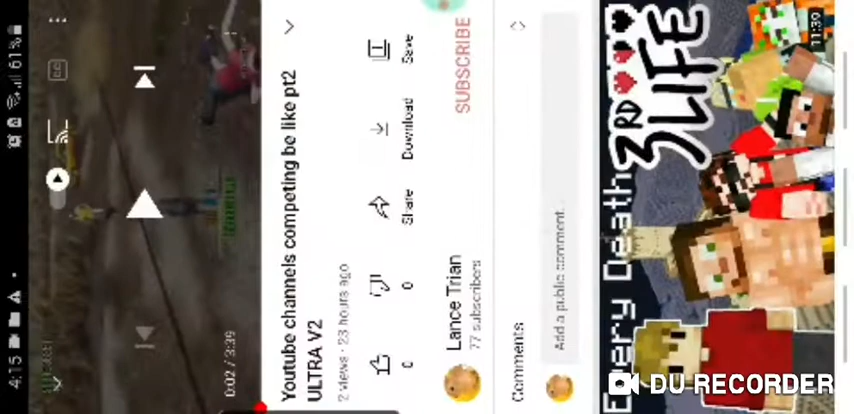 4:15
61%
CC
0:02 / 3:39
Youtube channels competing be like pt2
ULTRA V2
2 views · 23 hours ago
0
0
Share
Download
Save
Lance Trian
77 subscribers
SUBSCRIBE
Comments
Add a public comment...
Every Death
3RD
LIFE
11:39
DU RECORDER